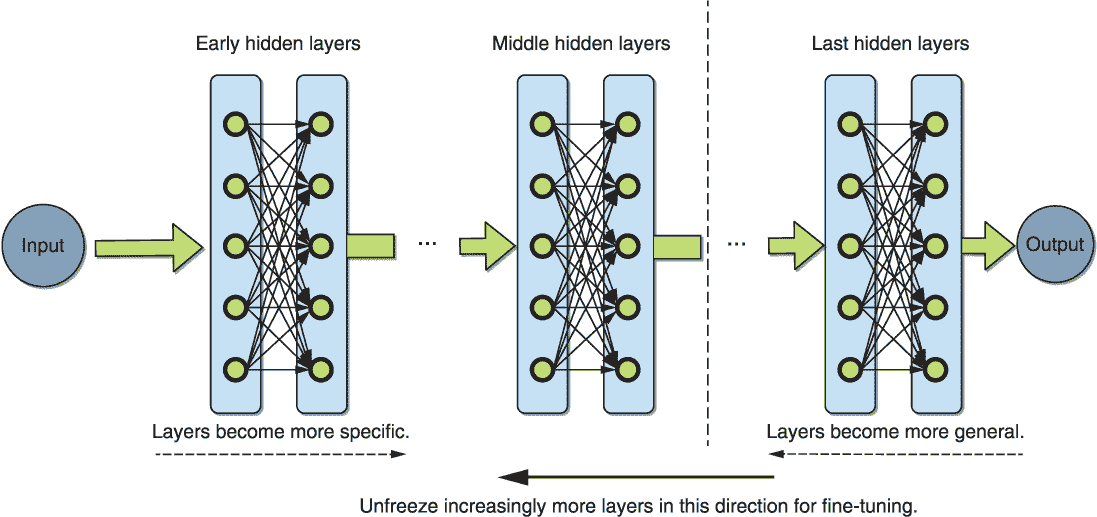 Early hidden layers
Middle hidden layers
Last hidden layers
Input
...
...
Output
Layers become more specific.
Layers become more general.
Unfreeze increasingly more layers in this direction for fine-tuning.